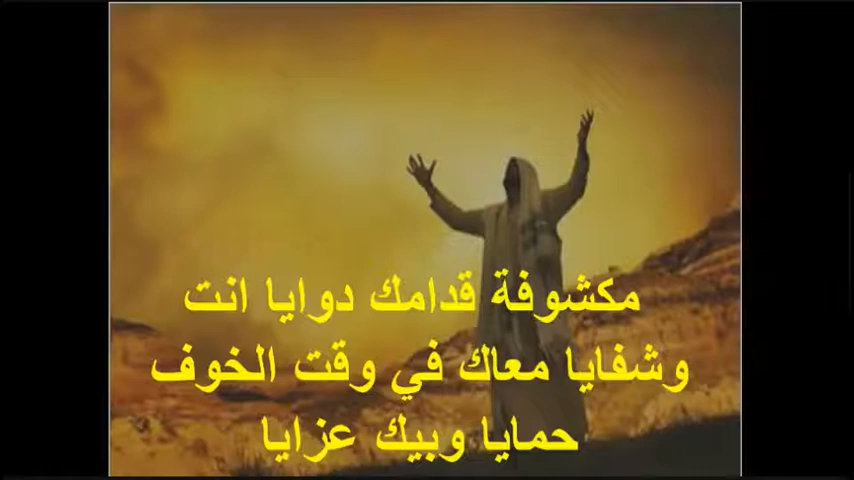 مكشوفة قدامك دوايا انت
وشفايا معاك في وقت الخوف
حمايا وبيك عزايا